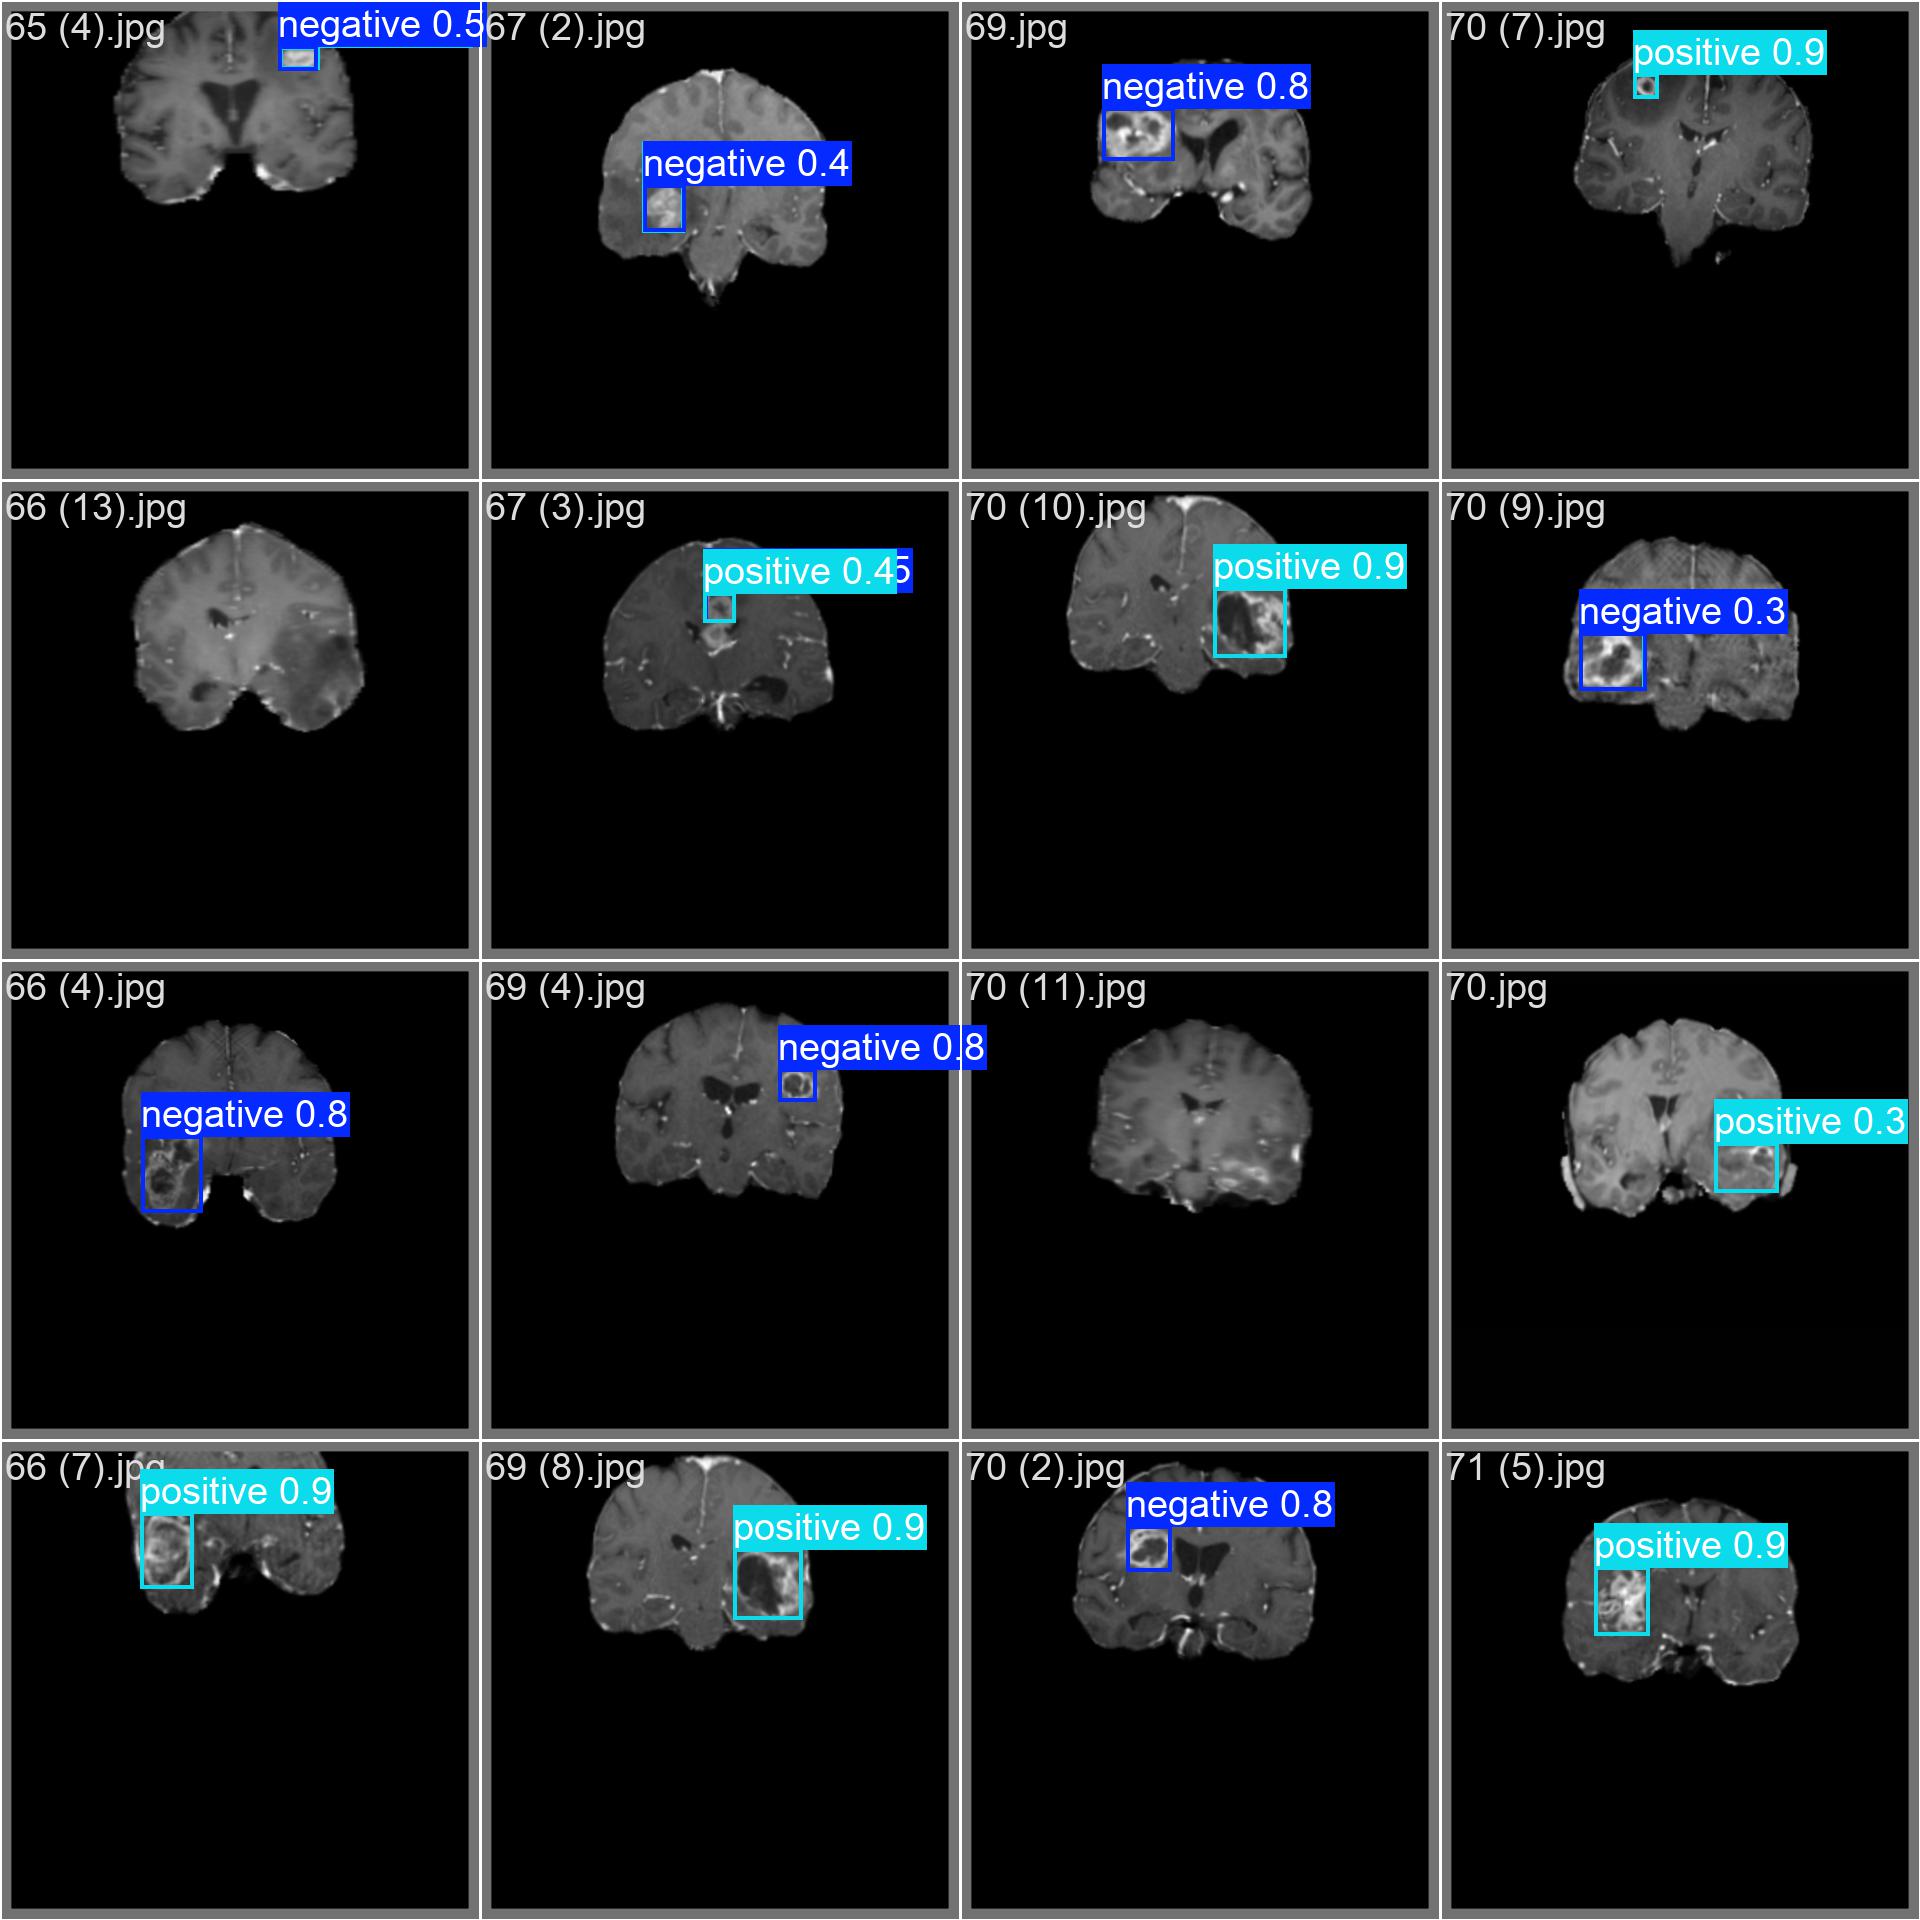 65 (4).jpg
negative 0.5
67 (2).jpg
negative 0.4
69.jpg
negative 0.8
70 (7).jpg
positive 0.9
66 (13).jpg
67 (3).jpg
positive 0.4
5
70 (10).jpg
positive 0.9
70 (9).jpg
negative 0.3
66 (4).jpg
negative 0.8
69 (4).jpg
negative 0.8
70 (11).jpg
70.jpg
positive 0.3
66 (7).jpg
positive 0.9
69 (8).jpg
positive 0.9
70 (2).jpg
negative 0.8
71 (5).jpg
positive 0.9